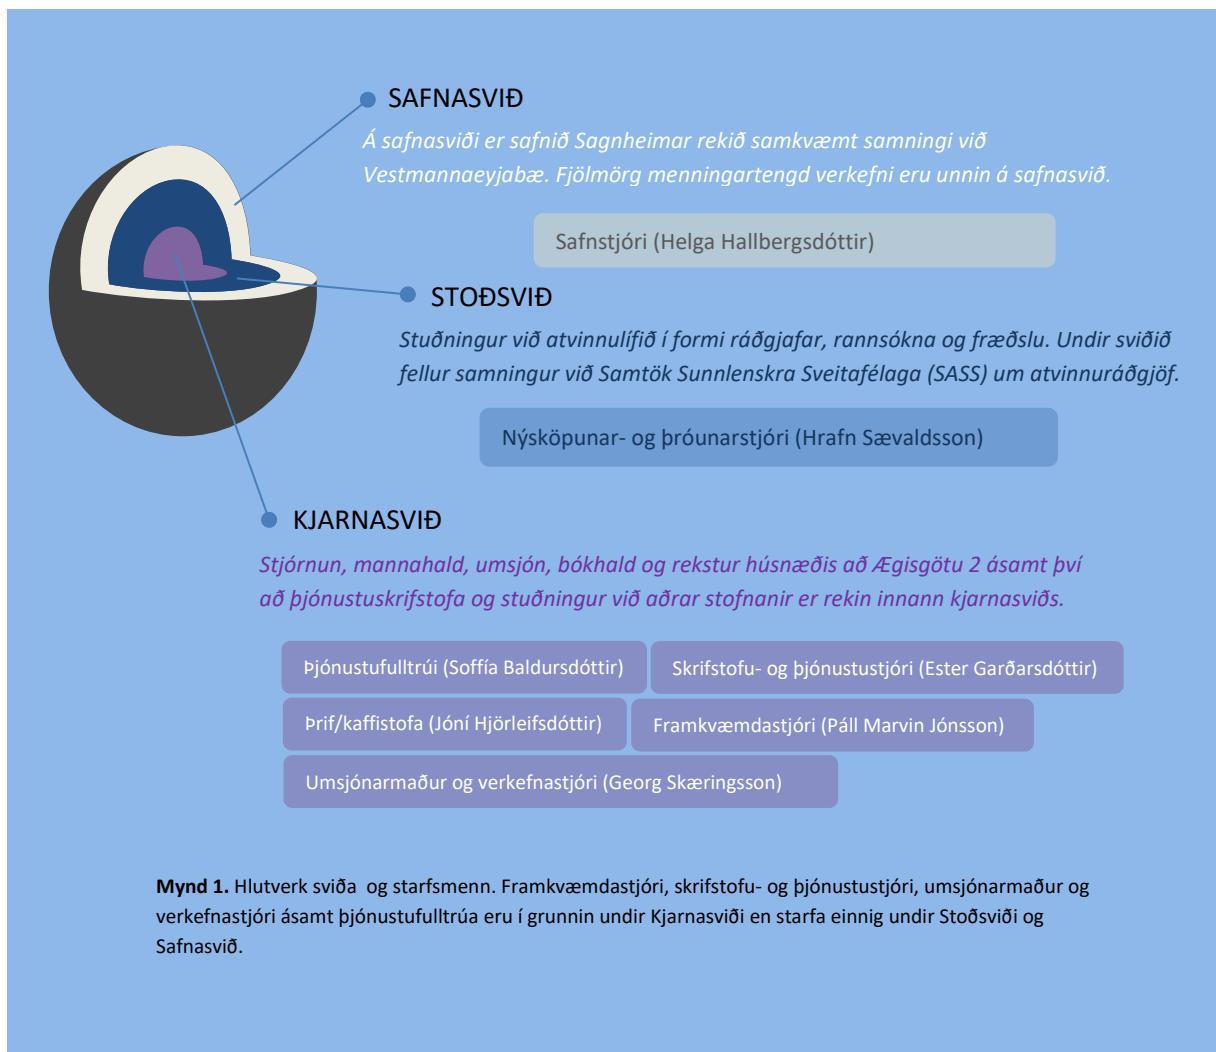 SAFNASVIÐ
Á safnasviði er safnið Sagnheimar rekið samkvæmt samningi við
Vestmannaeyjabæ. Fjölmörg menningartengd verkefni eru unnin á safnasvið.
Safnstjóri (Helga Hallbergsdóttir)
STOÐSVIÐ
Stuðningur við atvinnulífið í formi ráðgjafar, rannsókna og fræðslu. Undir sviðið
fellur samningur við Samtök Sunnlenskra Sveitafélaga (SASS) um atvinnuráðgjöf.
Nýsköpunar- og þróunarstjóri (Hrafn Sævaldsson)
KJARNASVIÐ
Stjórnun, mannahald, umsjón, bókhald og rekstur húsnæðis að Ægisgötu 2 ásamt því
að þjónustuskrifstofa og stuðningur við aðrar stofnanir er rekin innann kjarnasviðs.
Þjónustufulltrúi (Soffía Baldursdóttir)
Skrifstofu- og þjónustustjóri (Ester Garðarsdóttir)
Þrif/kaffistofa (Jóní Hjörleifsdóttir)
Framkvæmdastjóri (Páll Marvin Jónsson)
Umsjónarmaður og verkefnastjóri (Georg Skæringsson)
Mynd 1. Hlutverk sviða  og starfsmenn. Framkvæmdastjóri, skrifstofu- og þjónustustjóri, umsjónarmaður og
verkefnastjóri ásamt þjónustufulltrúa eru í grunnin undir Kjarnasviði en starfa einnig undir Stoðsviði og
Safnasvið.